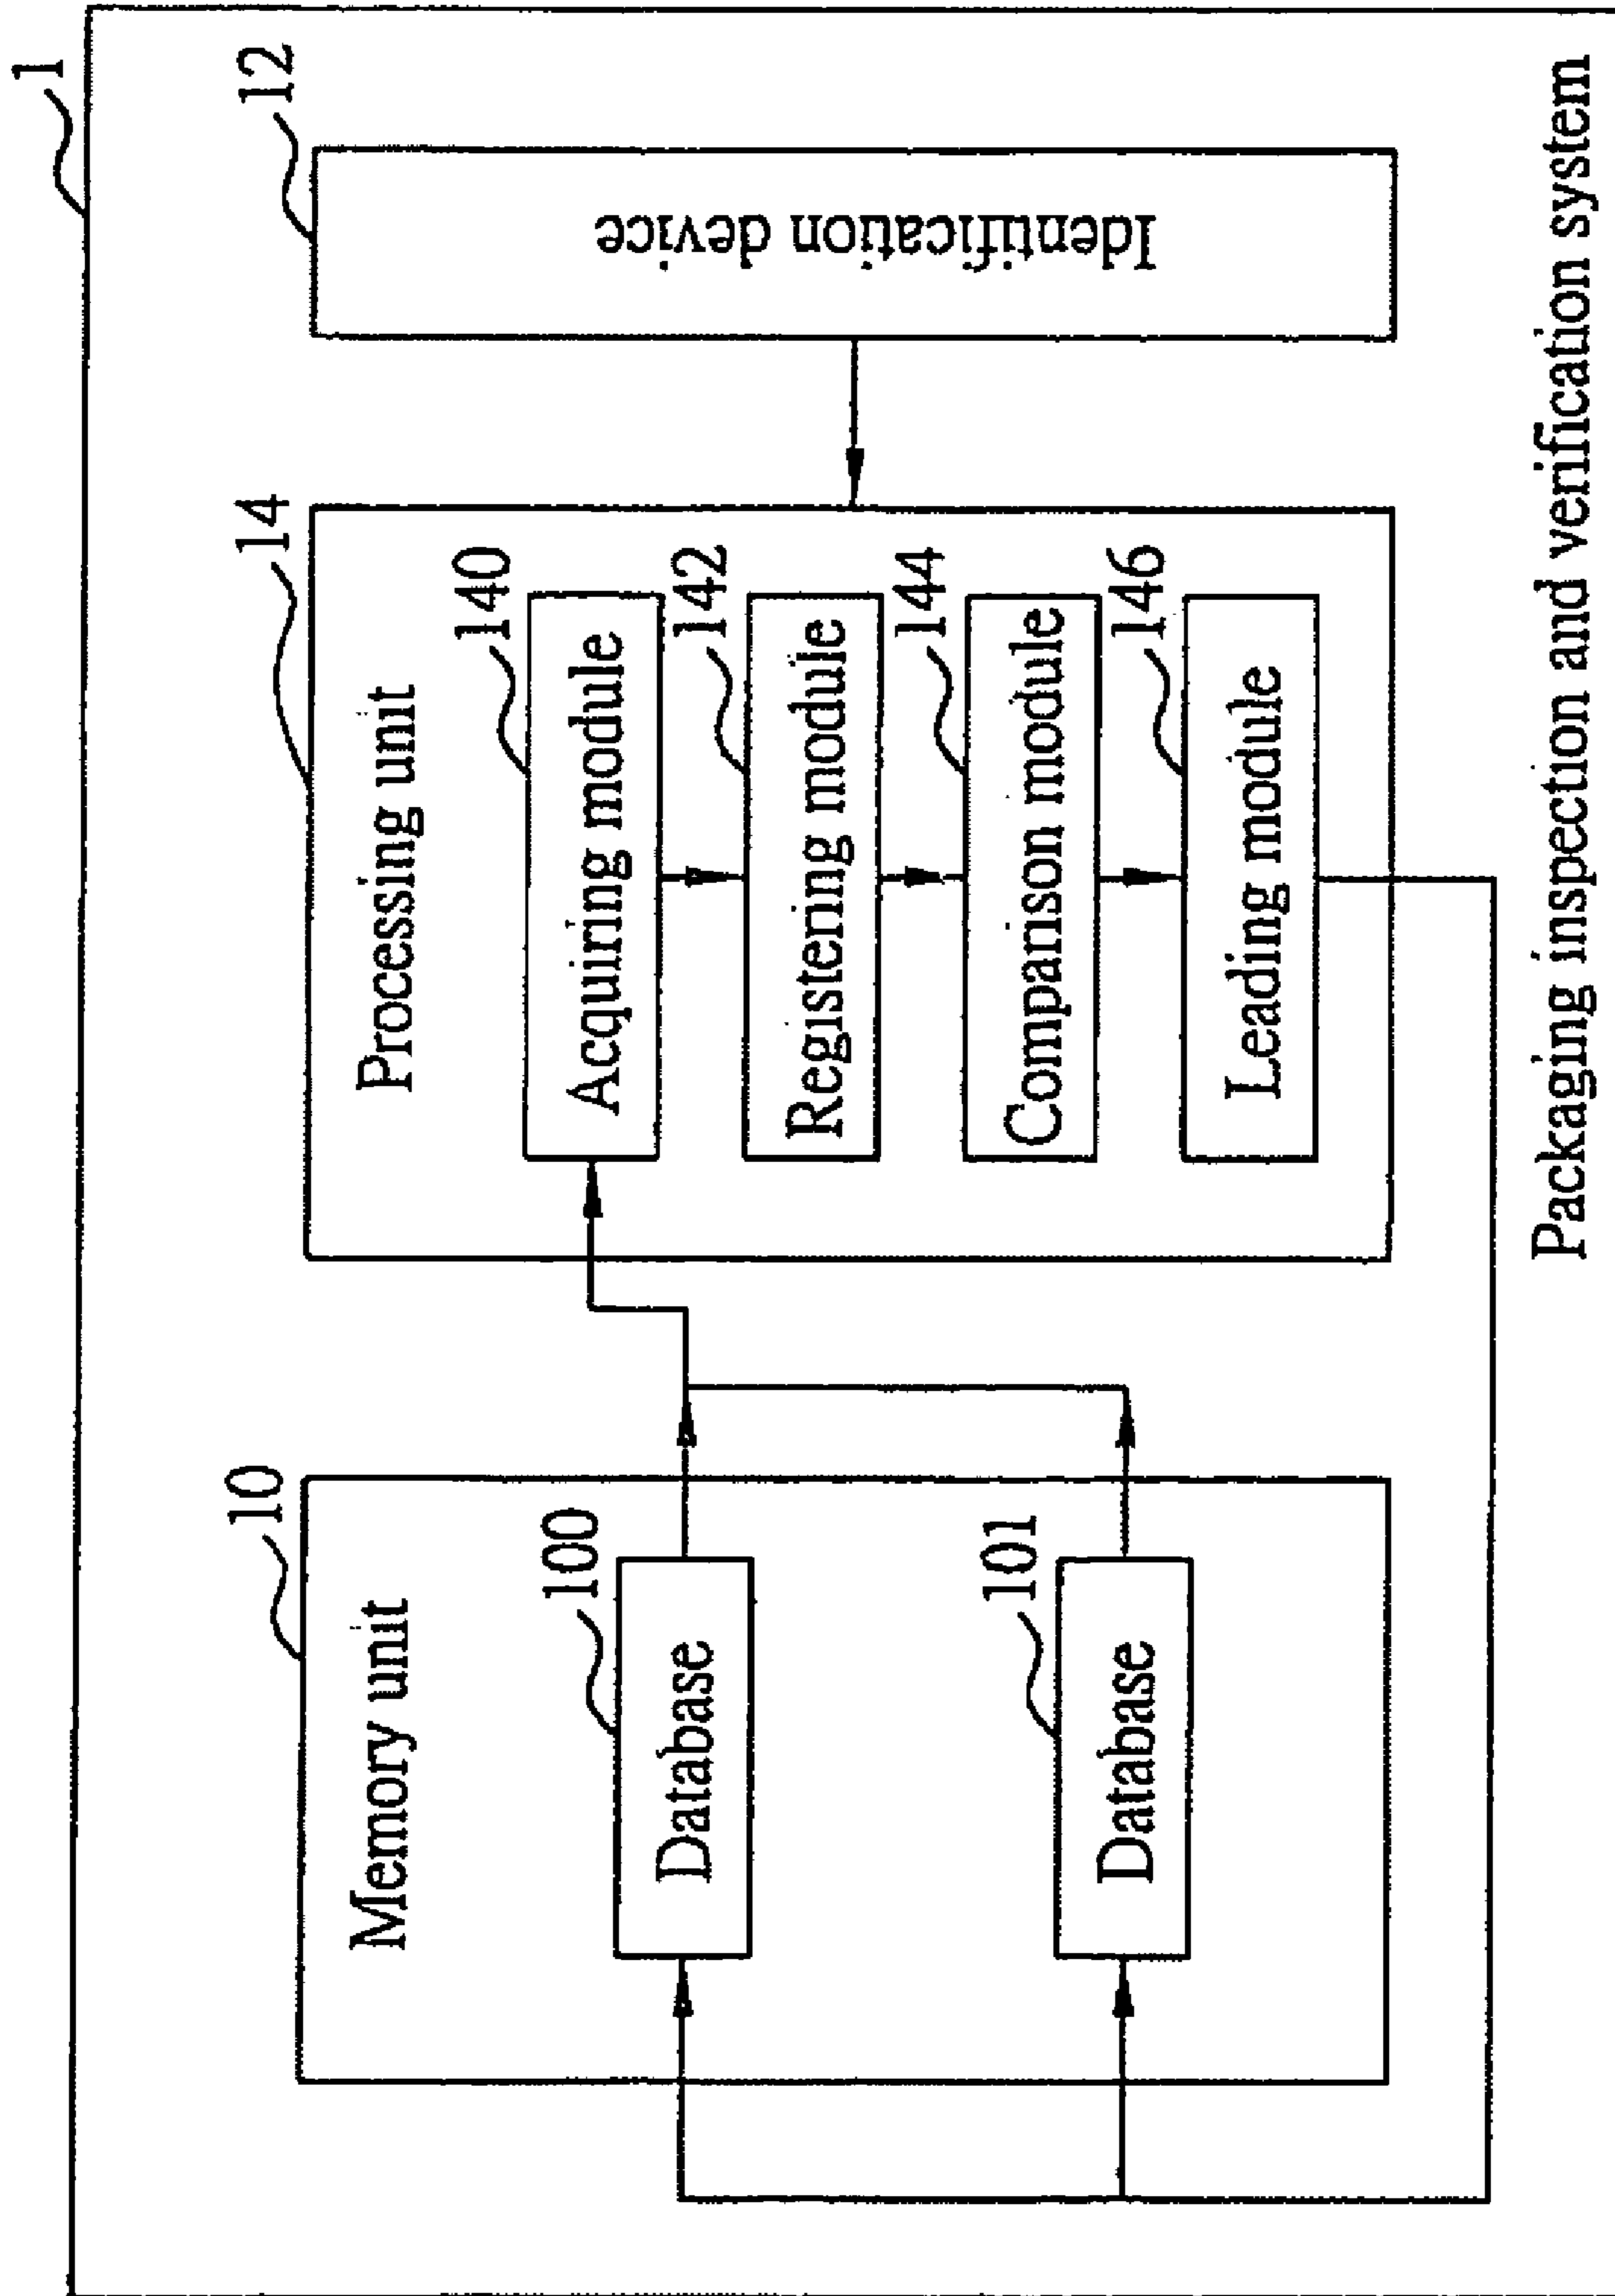 1
10
Memory unit
100
Database
101
Database
14
Processing unit
140
Acquiring module
142
Registering module
144
Comparison module
146
Leading module
12
Identification device
Packaging inspection and verification system